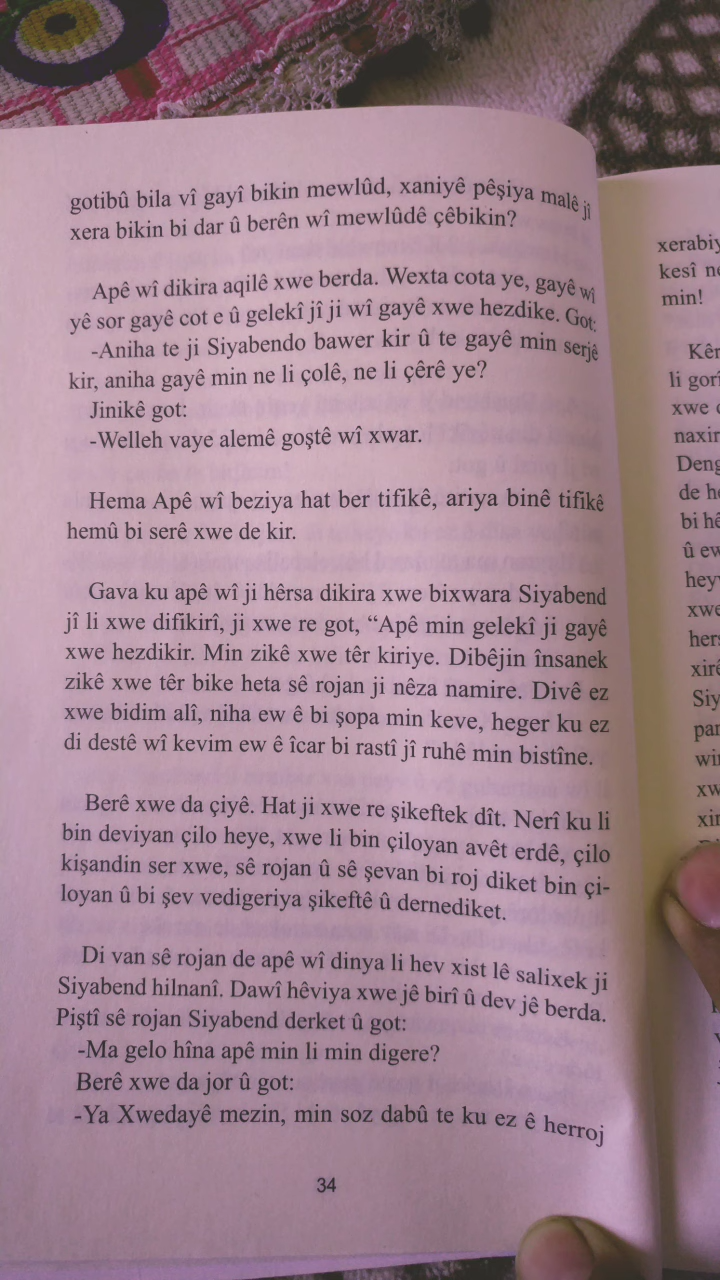 gotibû bila vî gayî bikin mewlûd, xaniyê pêşiya malê jî
xera bikin bi dar û berên wî mewlûdê çêbikin?
Apê wî dikira aqilê xwe berda. Wexta cota ye, gayê wî
yê sor gayê cot e û gelekî jî ji wî gayê xwe hezdike. Got:
-Aniha te ji Siyabendo bawer kir û te gayê min serjê
kir, aniha gayê min ne li çolê, ne li çêrê ye?
Jinikê got:
-Welleh vaye alemê goştê wî xwar.
Hema Apê wî beziya hat ber tifikê, ariya binê tifikê
hemû bi serê xwe de kir.
Gava ku apê wî ji hêrsa dikira xwe bixwara Siyabend
jî li xwe difikirî, ji xwe re got, “Apê min gelekî ji gayê
xwe hezdikir. Min zikê xwe têr kiriye. Dibêjin însanek
zikê xwe têr bike heta sê rojan ji nêza namire. Divê ez
xwe bidim alî, niha ew ê bi şopa min keve, heger ku ez
di destê wî kevim ew ê îcar bi rastî jî ruhê min bistîne.
Berê xwe da çiyê. Hat ji xwe re şikeftek dît. Nerî ku li
bin deviyan çilo heye, xwe li bin çiloyan avêt erdê, çilo
kişandin ser xwe, sê rojan û sê şevan bi roj diket bin çi-
loyan û bi şev vedigeriya şikeftê û dernediket.
Di van sê rojan de apê wî dinya li hev xist lê salixek ji
Siyabend hilnanî. Dawî hêviya xwe jê birî û dev jê berda.
Piştî sê rojan Siyabend derket û got:
-Ma gelo hîna apê min li min digere?
Berê xwe da jor û got:
-Ya Xwedayê mezin, min soz dabû te ku ez ê herroj
34
kesî
min!
li
xwe
de
û
xwe